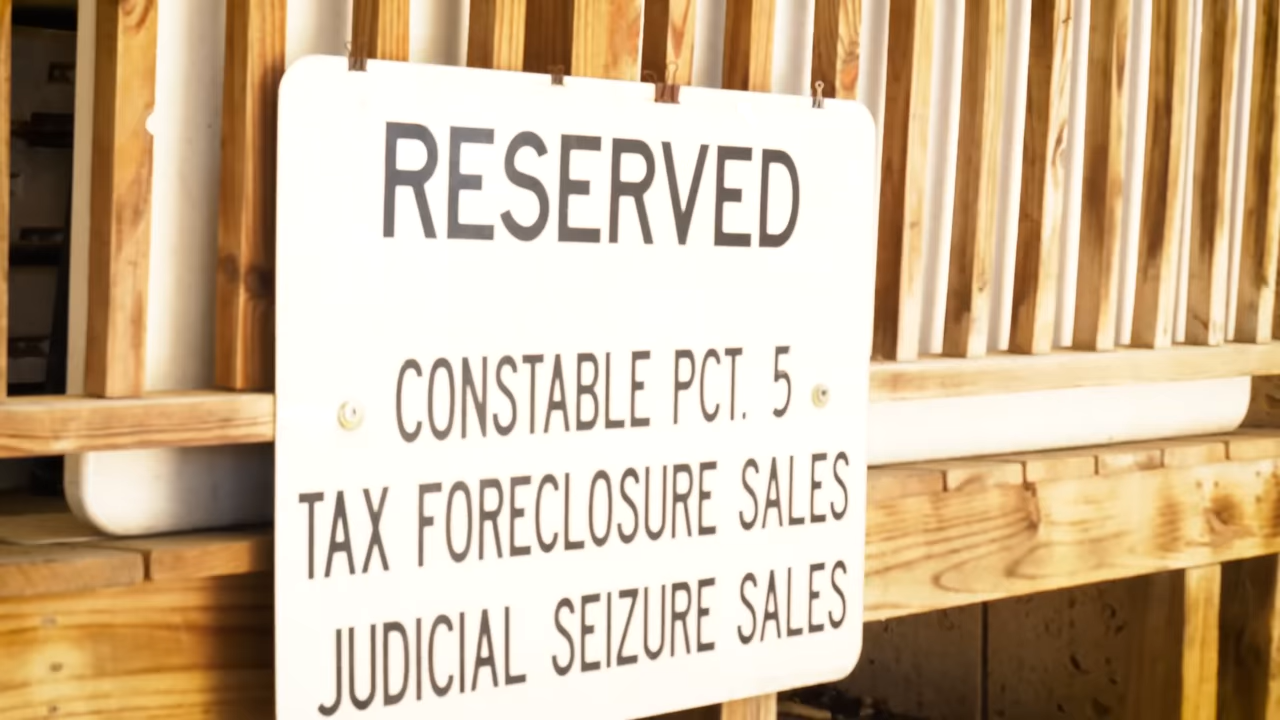 RESERVED
CONSTABLE PCT. 5
TAX FORECLOSURE SALES
JUDICIAL SEIZURE SALES